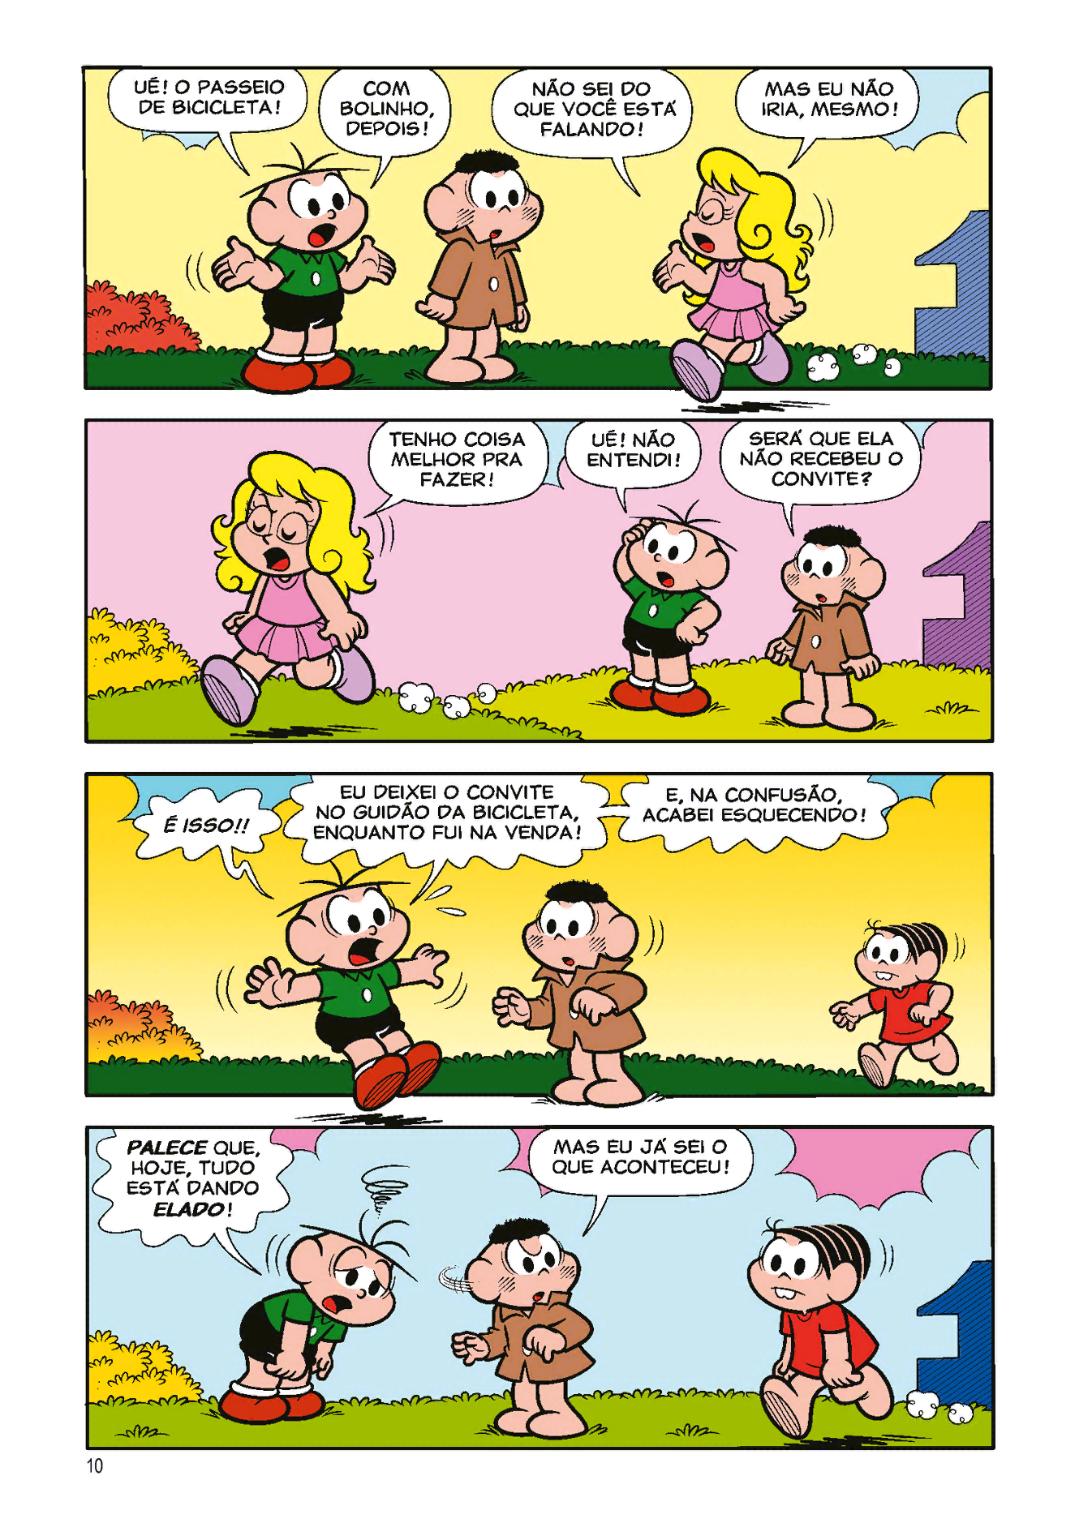 UÉ! O PASSEIO
DE BICICLETA!
COM
BOLINHO,
DEPOIS!
NÃO SEI DO
QUE VOCÊ ESTÁ
FALANDO!
MAS EU NÃO
IRIA, MESMO!
TENHO COISA
MELHOR PRA
FAZER!
UÉ! NÃO
ENTENDI!
SERÁ QUE ELA
NÃO RECEBEU O
CONVITE?
É ISSO!!
EU DEIXEI O CONVITE
NO GUIDÃO DA BICICLETA,
ENQUANTO FUI NA VENDA!
E, NA CONFUSÃO,
ACABEI ESQUECENDO!
PALECE QUE,
HOJE, TUDO
ESTÁ DANDO
ELADO!
MAS EU JÁ SEI O
QUE ACONTECEU!
10